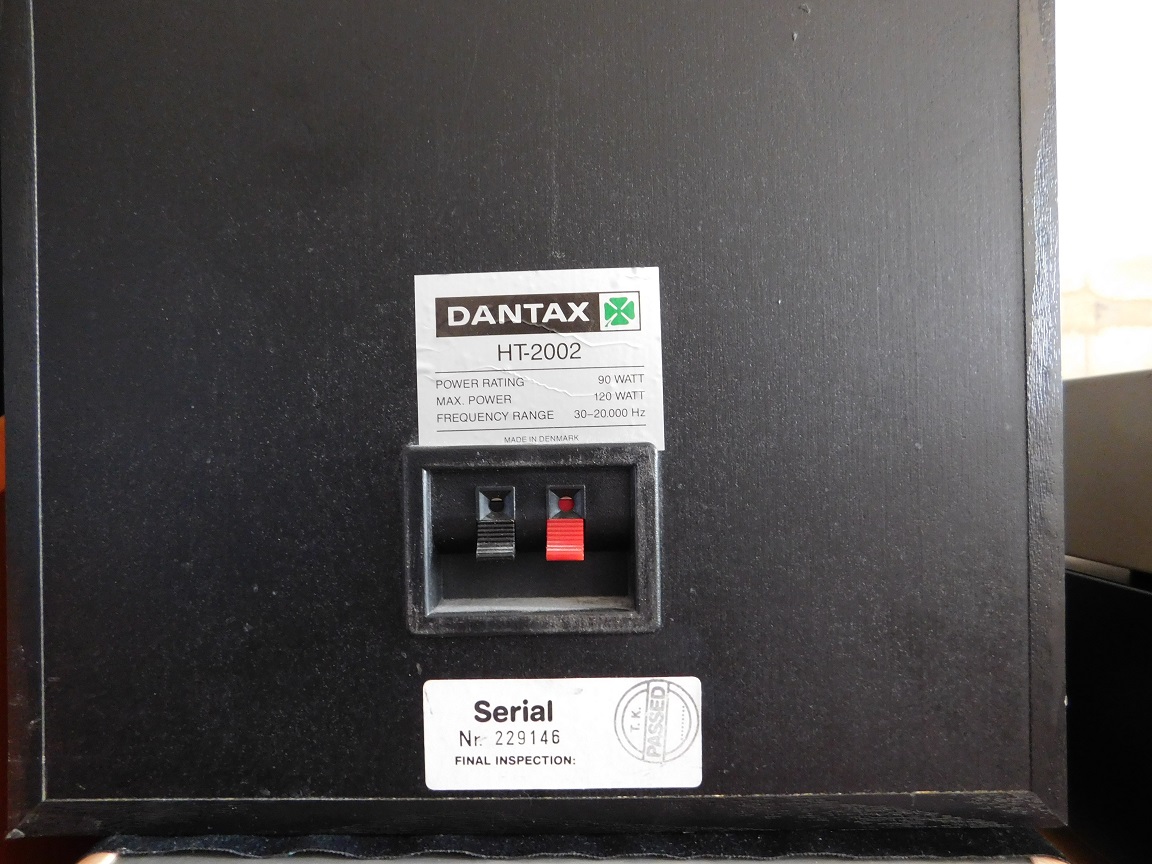 DANTAX
HT-2002
POWER RATING 90 WATT
MAX. POWER 120 WATT
FREQUENCY RANGE 30–20.000 Hz
MADE IN DENMARK
Serial
Nr. 229146
FINAL INSPECTION:
T. K.
PASSED